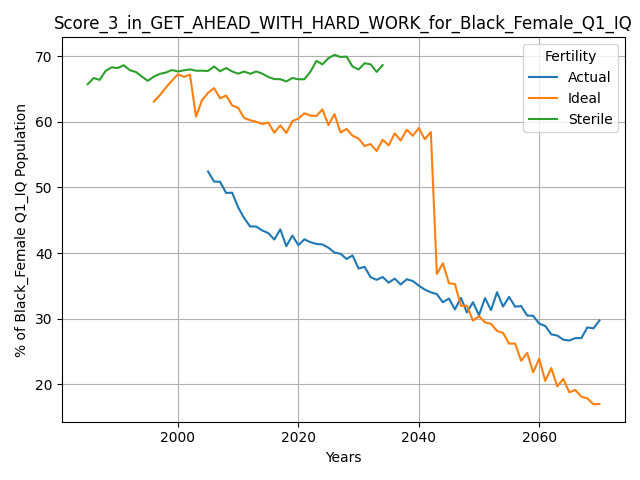 Score_3_in_GET_AHEAD_WITH_HARD_WORK_for_Black_Female_Q1_IQ
Fertility
Actual
Ideal
Sterile
% of Black_Female Q1_IQ Population
70
60
50
40
30
20
2000
2020
2040
2060
Years